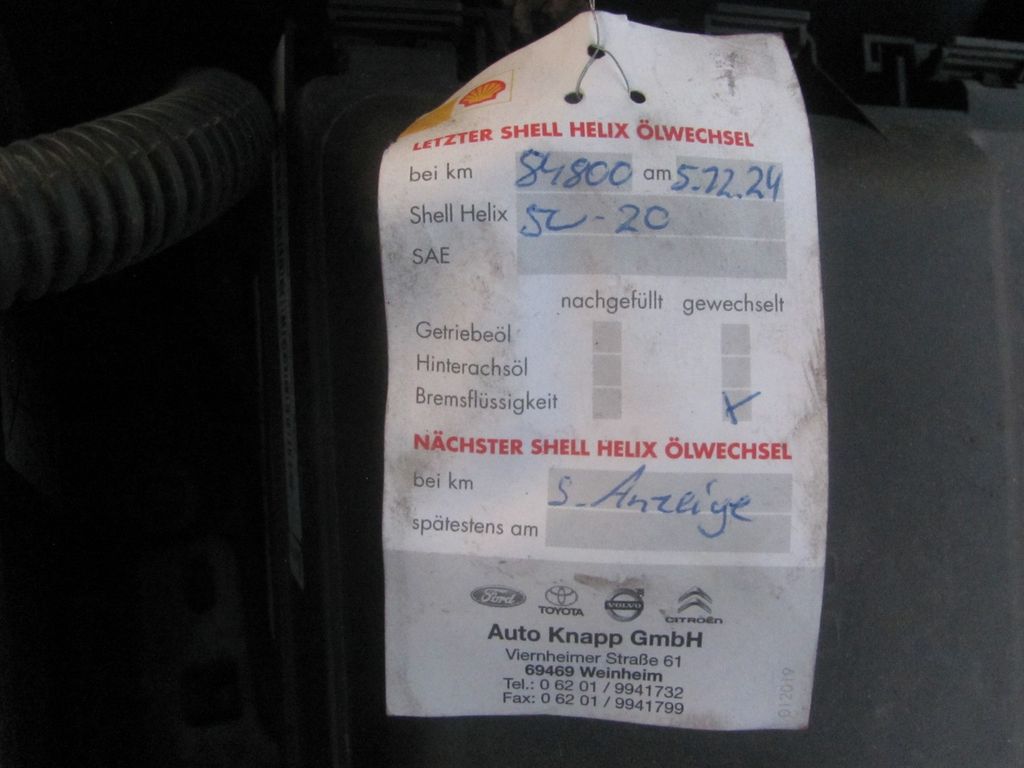 LETZTER SHELL HELIX ÖLWECHSEL
bei km 84800 am 5.12.24
Shell Helix 5W-20
SAE
nachgefüllt gewechselt
Getriebeöl
Hinterachsöl
Bremsflüssigkeit X
NÄCHSTER SHELL HELIX ÖLWECHSEL
bei km S. Anzeige
spätestens am
Ford TOYOTA VOLVO CITROËN
Auto Knapp GmbH
Viernheimer Straße 61
69469 Weinheim
Tel.: 0 62 01 / 9941732
Fax: 0 62 01 / 9941799
012019